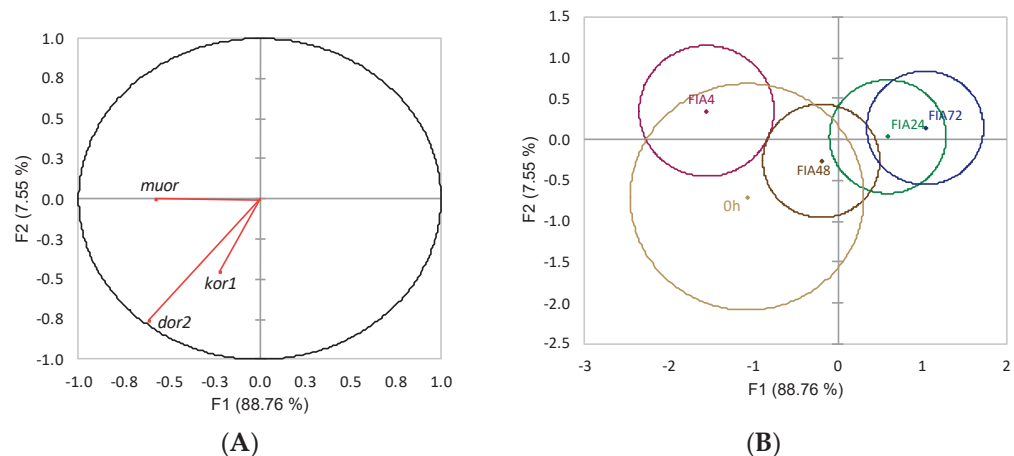 1.0
0.8
0.5
0.3
0.0
-0.3
-0.5
-0.8
-1.0
F2 (7.55 %)
muor
kor1
dor2
-1.0 -0.8 -0.5 -0.3 0.0 0.3 0.5 0.8 1.0
F1 (88.76 %)
(A)
B)
1.5
1.0
0.5
0.0
-0.5
-1.0
-1.5
-2.0
-2.5
F2 (7.55 %)
FIA4
FIA24
FIA72
FIA48
0h
-3 -2 -1 0 1 2
F1 (88.76 %)
(B)